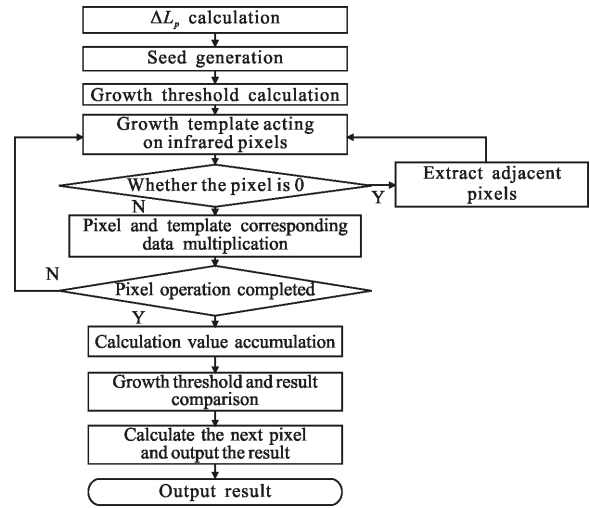 ΔLp calculation
Seed generation
Growth threshold calculation
Growth template acting
on infrared pixels
Whether the pixel is 0
Y
Extract adjacent
pixels
N
Pixel and template corresponding
data multiplication
N
Pixel operation completed
Y
Calculation value accumulation
Growth threshold and result
comparison
Calculate the next pixel
and output the result
Output result